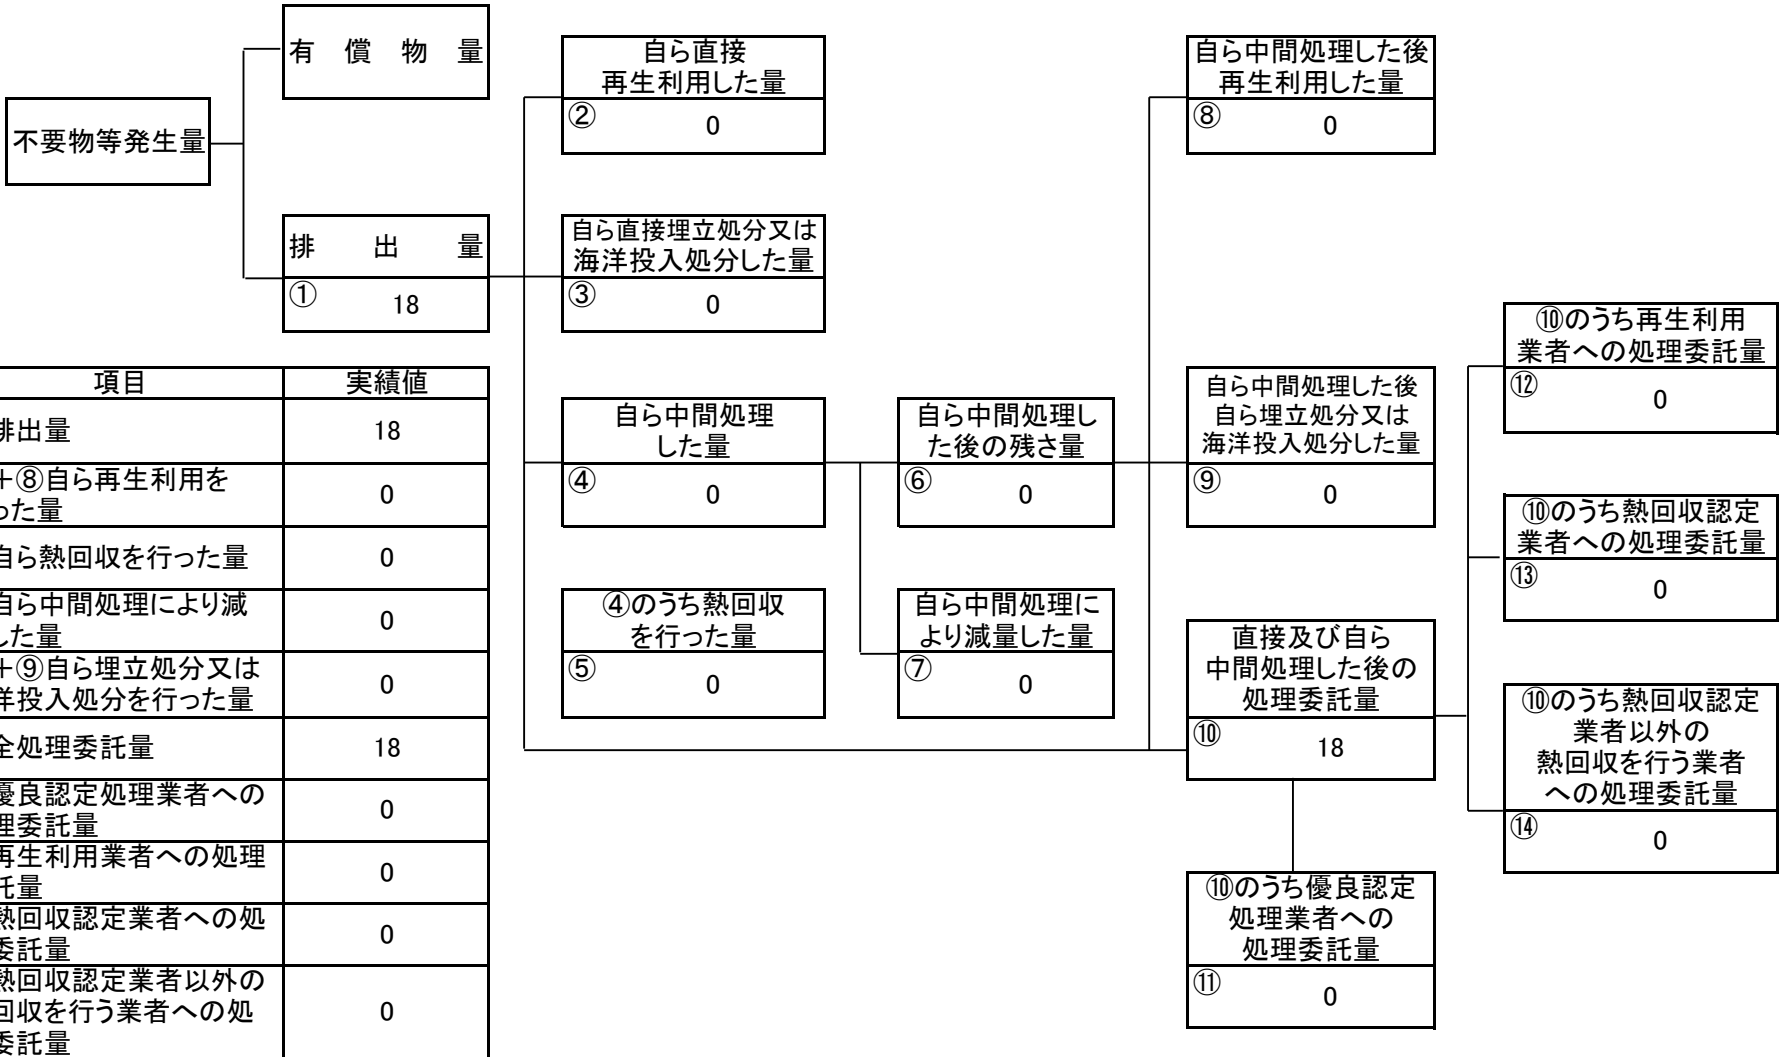 有 償 物 量
自ら直接
再生利用した量
②
0
自ら中間処理した後
再生利用した量
⑧
0
不要物等発生量
排 出 量
①
18
自ら直接埋立処分又は
海洋投入処分した量
③
0
⑩のうち再生利用
業者への処理委託量
⑫
0
項目 実績値
排出量
18
+⑧自ら再生利用を
った量
0
自ら熱回収を行った量
0
自ら中間処理により減
した量
0
+⑨自ら埋立処分又は
洋投入処分を行った量
0
全処理委託量
18
優良認定処理業者への
理委託量
0
再生利用業者への処理
託量
0
熱回収認定業者への処
委託量
0
熱回収認定業者以外の
回収を行う業者への処
委託量
0
自ら中間処理
した量
④
0
自ら中間処理し
た後の残さ量
⑥
0
自ら中間処理した後
自ら埋立処分又は
海洋投入処分した量
⑨
0
⑩のうち熱回収認定
業者への処理委託量
⑬
0
④のうち熱回収
を行った量
⑤
0
自ら中間処理に
より減量した量
⑦
0
直接及び自ら
中間処理した後の
処理委託量
⑩
18
⑩のうち熱回収認定
業者以外の
熱回収を行う業者
への処理委託量
⑭
0
⑩のうち優良認定
処理業者への
処理委託量
⑪
0